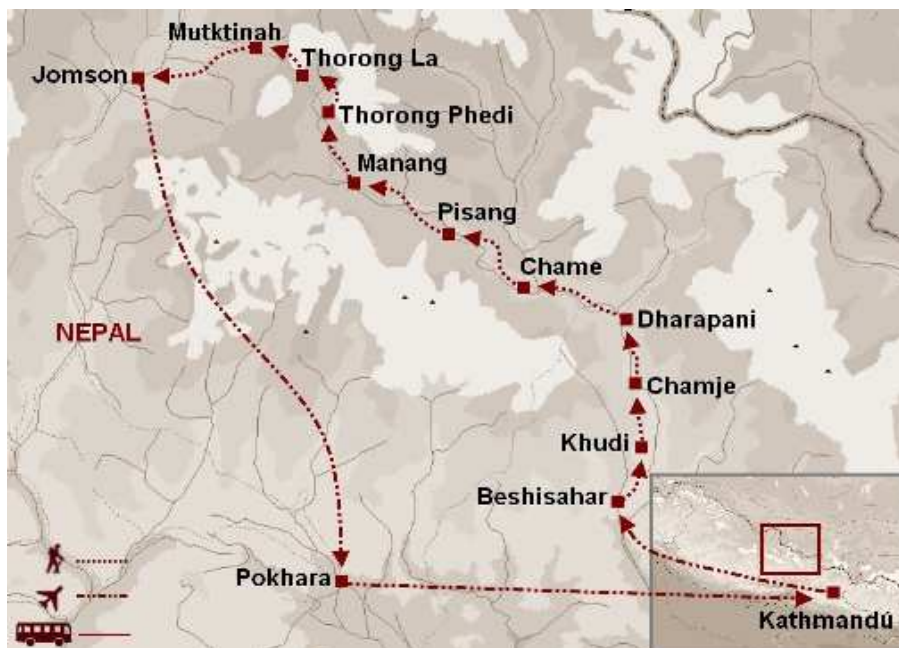 Mutktinah
Thorong La
Jomson
Thorong Phedi
Manang
Pisang
Chame
NEPAL
Dharapani
Chamje
Khudi
Beshisahar
Pokhara
Kathmandú